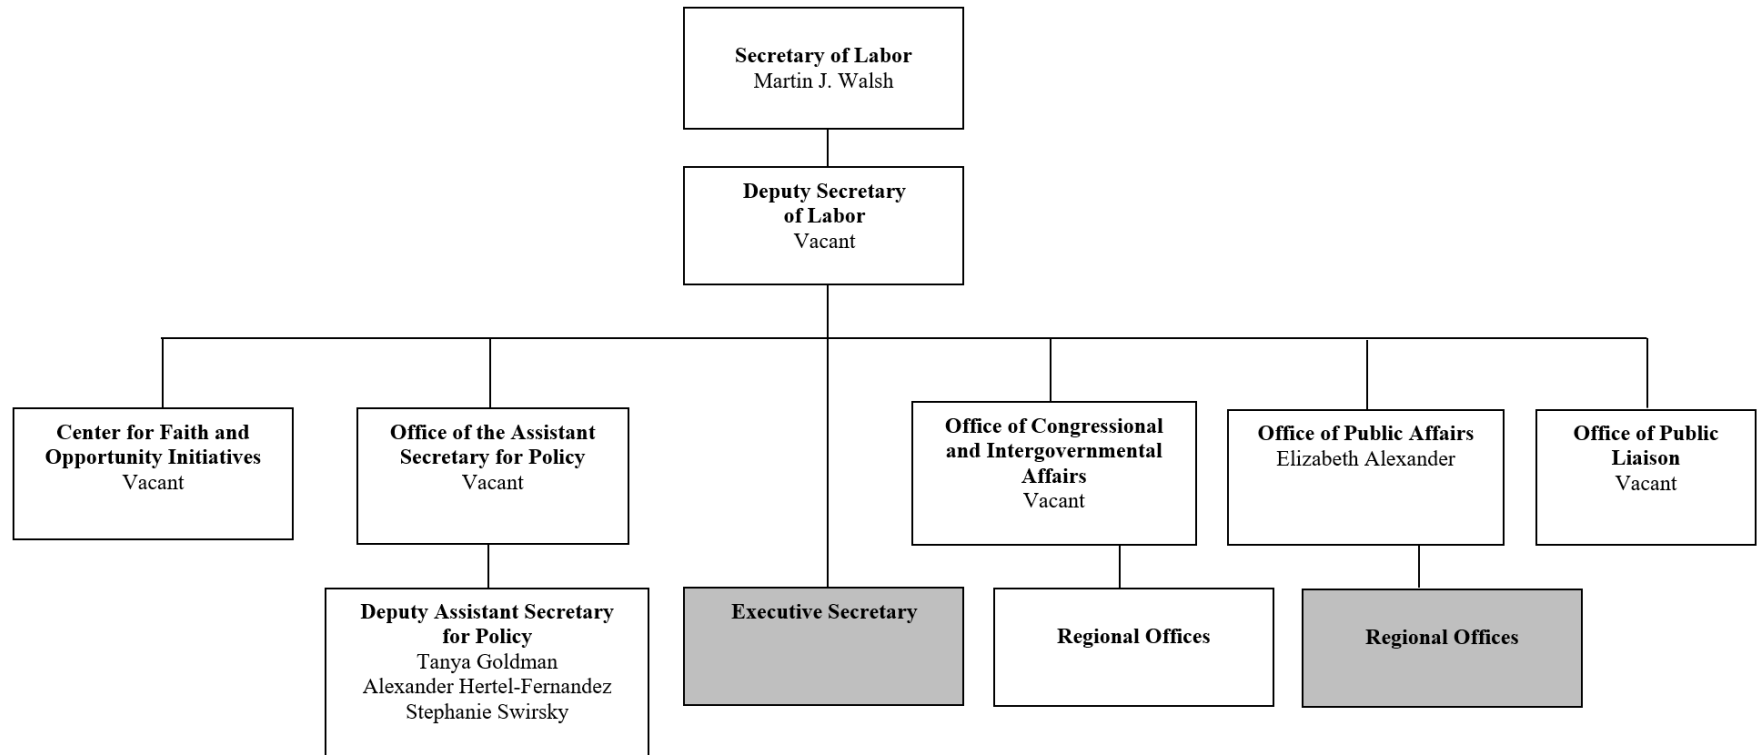 Secretary of Labor
Martin J. Walsh
Deputy Secretary
of Labor
Vacant
Center for Faith and
Opportunity Initiatives
Vacant
Office of the Assistant
Secretary for Policy
Vacant
Office of Congressional
and Intergovernmental
Affairs
Vacant
Office of Public Affairs
Elizabeth Alexander
Office of Public
Liaison
Vacant
Deputy Assistant Secretary
for Policy
Tanya Goldman
Alexander Hertel-Fernandez
Stephanie Swirsky
Executive Secretary
Regional Offices
Regional Offices